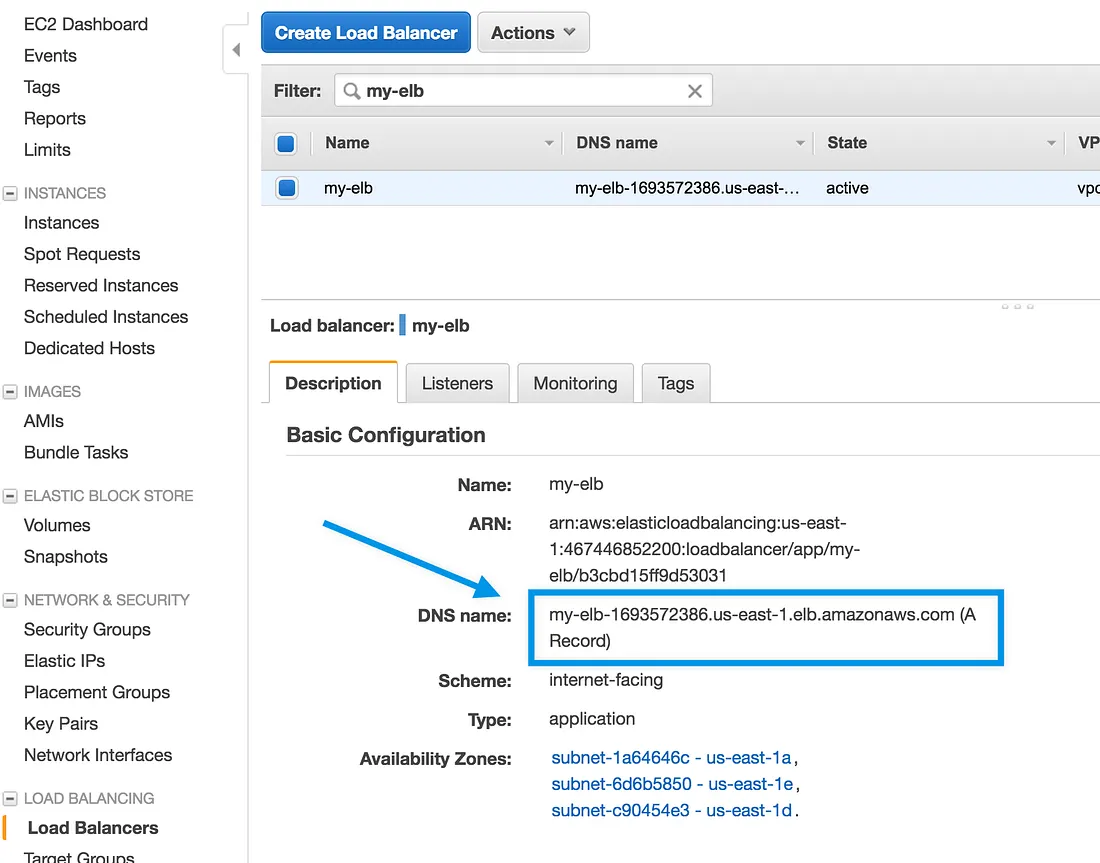 EC2 Dashboard
Events
Tags
Reports
Limits
INSTANCES
Instances
Spot Requests
Reserved Instances
Scheduled Instances
Dedicated Hosts
IMAGES
AMIs
Bundle Tasks
ELASTIC BLOCK STORE
Volumes
Snapshots
NETWORK & SECURITY
Security Groups
Elastic IPs
Placement Groups
Key Pairs
Network Interfaces
LOAD BALANCING
Load Balancers
Target Groups
Create Load Balancer Actions
Filter: my-elb
Name DNS name State VP
my-elb my-elb-1693572386.us-east-... active vpc
Load balancer: my-elb
Description Listeners Monitoring Tags
Basic Configuration
Name: my-elb
ARN: arn:aws:elasticloadbalancing:us-east-
1:467446852200:loadbalancer/app/my-
elb/b3cbd15ff9d53031
DNS name: my-elb-1693572386.us-east-1.elb.amazonaws.com (A
Record)
Scheme: internet-facing
Type: application
Availability Zones: subnet-1a64646c - us-east-1a,
subnet-6d6b5850 - us-east-1e,
subnet-c90454e3 - us-east-1d.